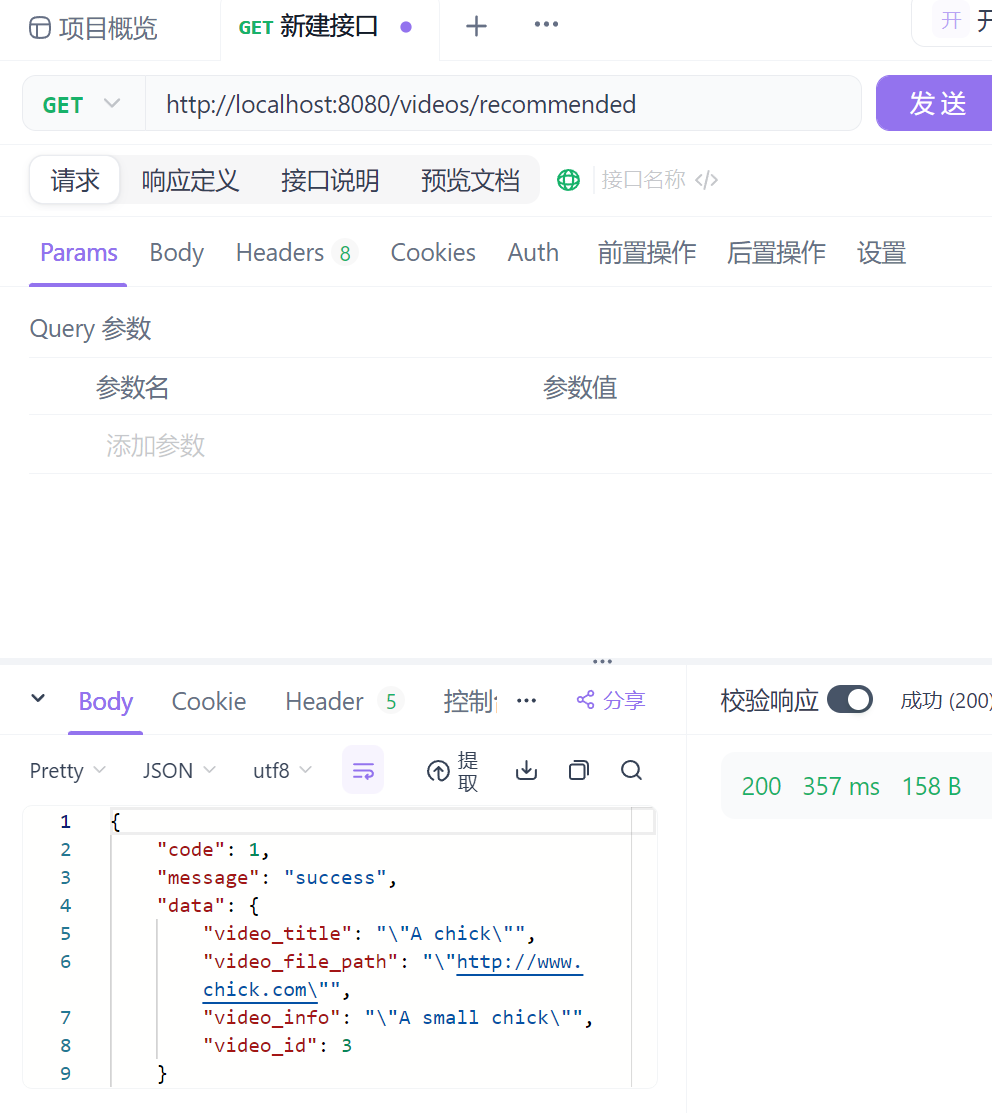 项目概览 GET 新建接口 + ··· 开
GET http://localhost:8080/videos/recommended 发送
请求 响应定义 接口说明 预览文档 接口名称 </>
Params Body Headers 8 Cookies Auth 前置操作 后置操作 设置
Query 参数
参数名 参数值
添加参数
Body Cookie Header 5 控制 ··· 分享 校验响应 成功 (200)
Pretty JSON utf8 提取
200 357 ms 158 B
1 {
2 "code": 1,
3 "message": "success",
4 "data": {
5 "video_title": "\"A chick\"",
6 "video_file_path": "\"http://www.
chick.com\"",
7 "video_info": "\"A small chick\"",
8 "video_id": 3
9 }